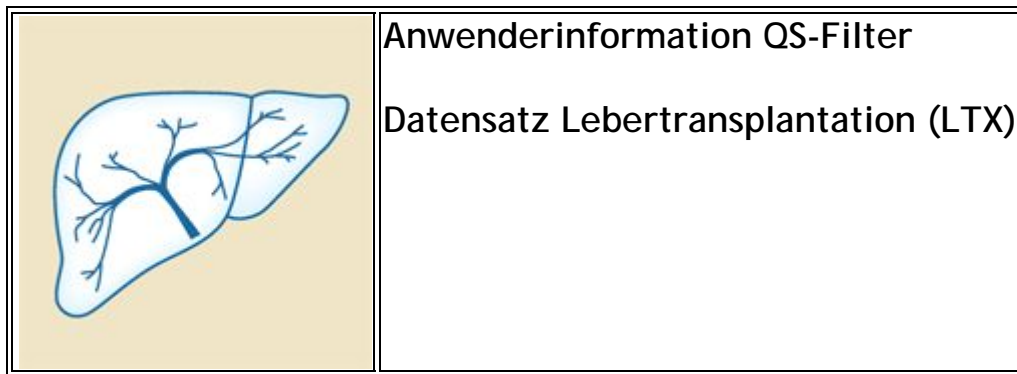 Anwenderinformation QS-Filter
Datensatz Lebertransplantation (LTX)